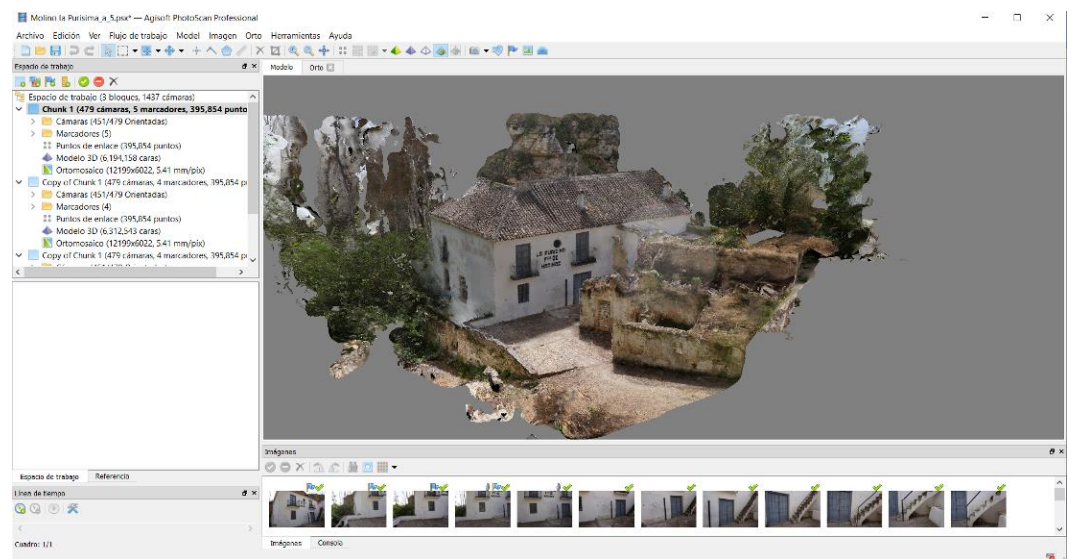 Molino la Purisima_a_5.psx* — Agisoft PhotoScan Professional
Archivo Edición Ver Flujo de trabajo Model Imagen Orto Herramientas Ayuda
Espacio de trabajo
Espacio de trabajo (3 bloques, 1437 cámaras)
Chunk 1 (479 cámaras, 5 marcadores, 395,854 punto
Cámaras (451/479 Orientadas)
Marcadores (5)
Puntos de enlace (395,854 puntos)
Modelo 3D (6,194,158 caras)
Ortomosaico (12199x6022, 5.41 mm/pix)
Copy of Chunk 1 (479 cámaras, 4 marcadores, 395,854 p
Cámaras (451/479 Orientadas)
Marcadores (4)
Puntos de enlace (395,854 puntos)
Modelo 3D (6,312,543 caras)
Ortomosaico (12199x6022, 5.41 mm/pix)
Copy of Chunk 1 (479 cámaras, 4 marcadores, 395,854 p
Espacio de trabajo Referencia
Línea de tiempo
Cuadro: 1/1
Modelo Orto
LA PURISIMA
DE
Imágenes
Imágenes Consola